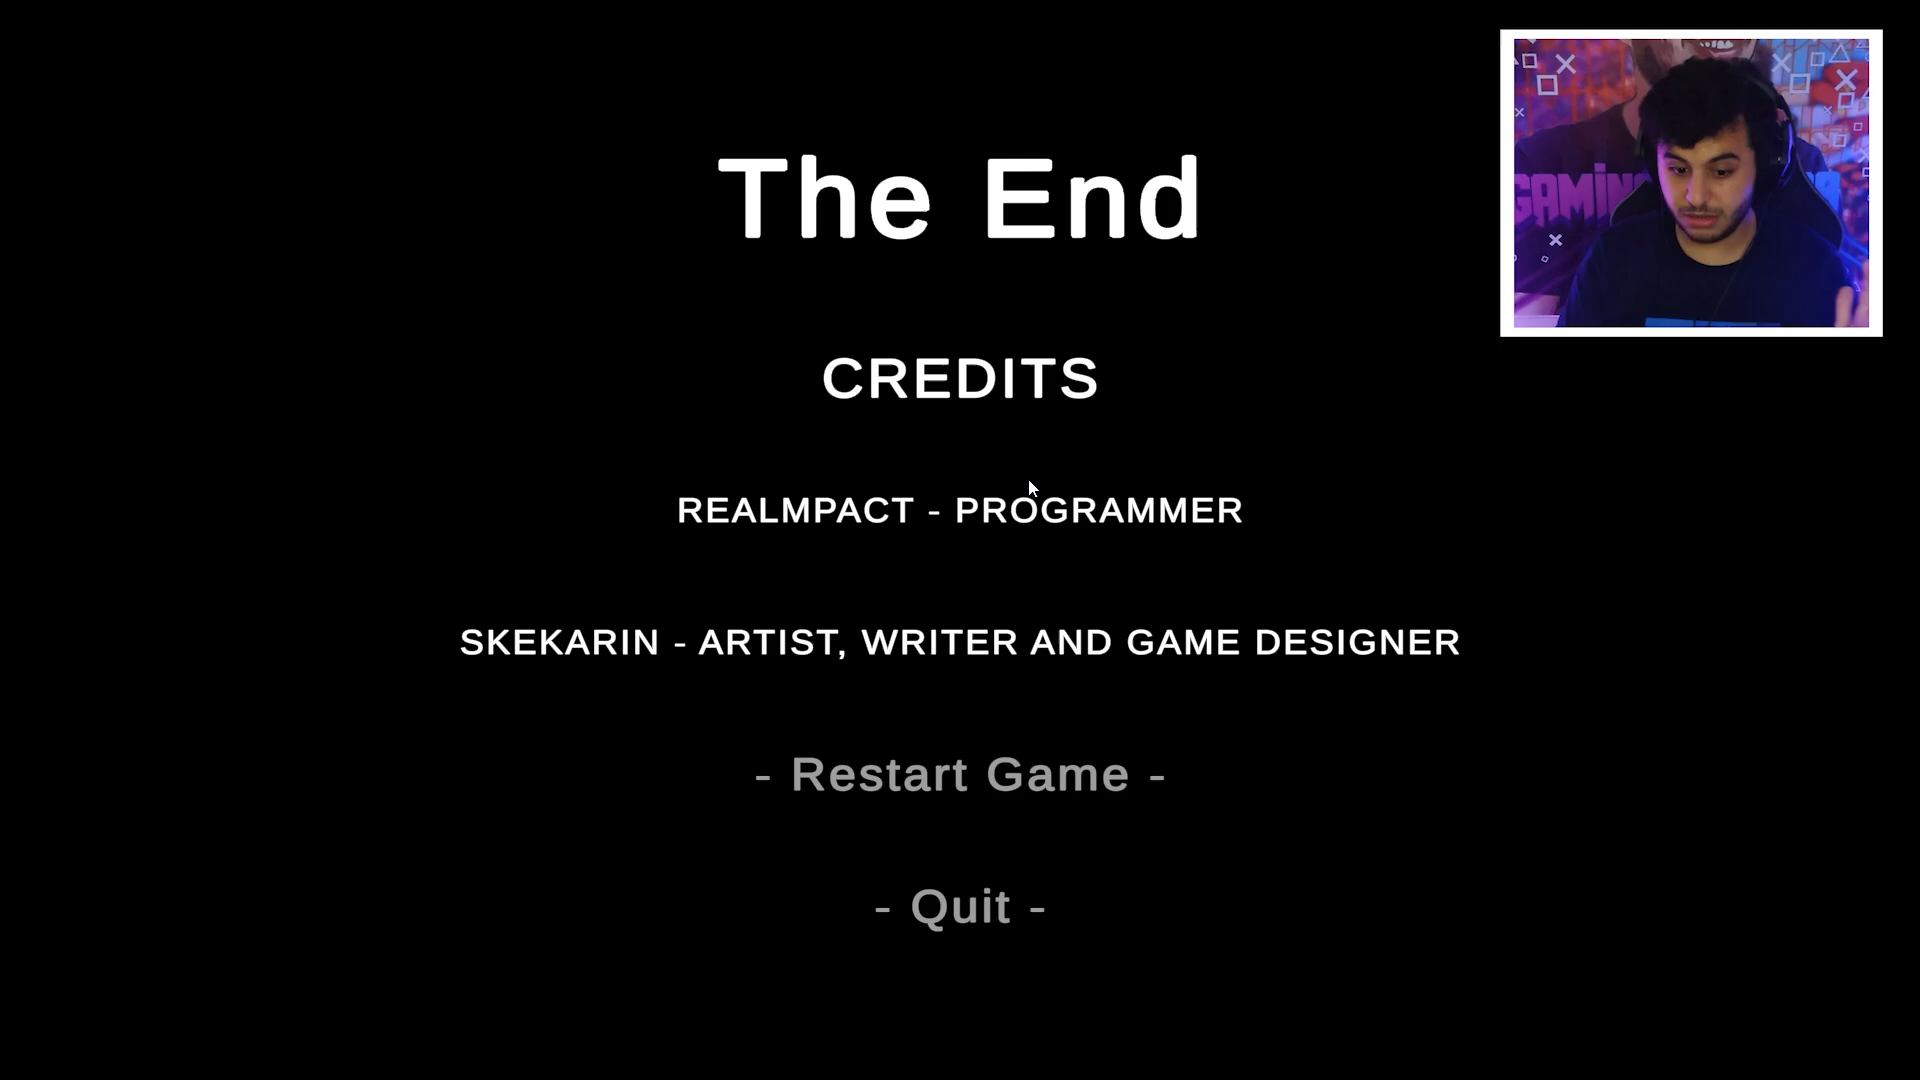 The End
CREDITS
REALMPACT - PROGRAMMER
SKEKARIN - ARTIST, WRITER AND GAME DESIGNER
- Restart Game -
- Quit -